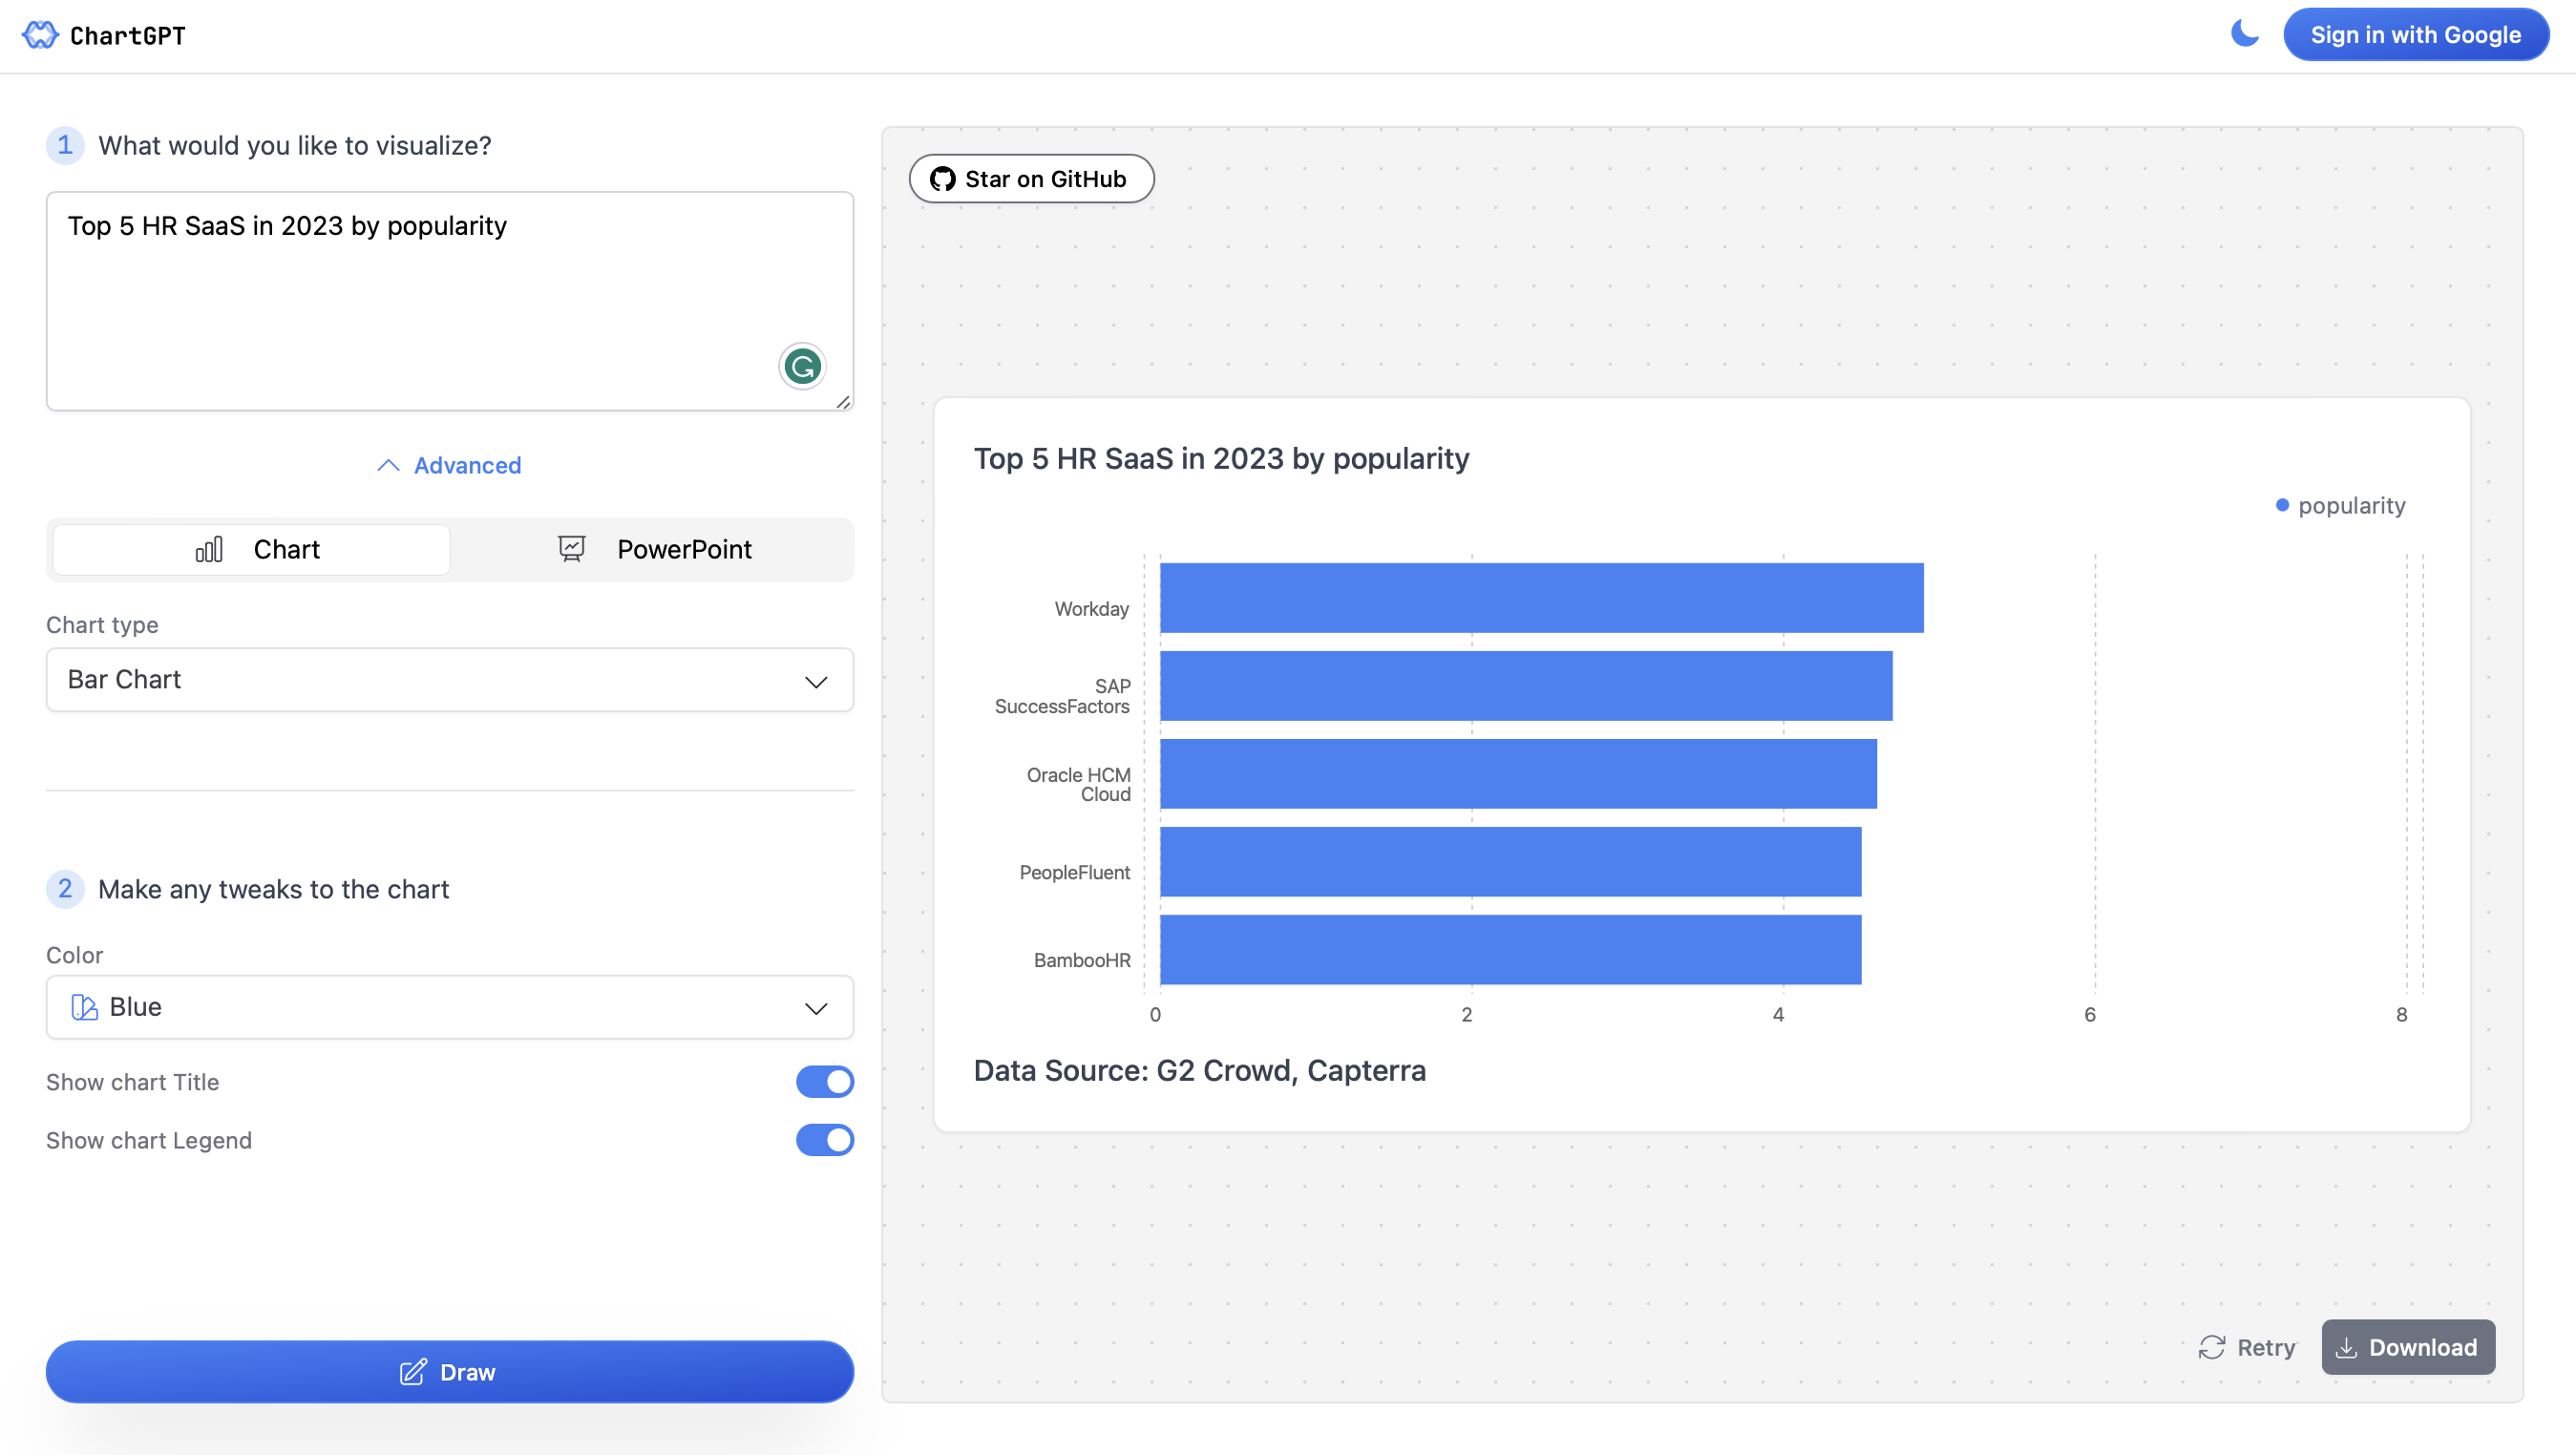 ChartGPT
Sign in with Google
1 What would you like to visualize?
Top 5 HR SaaS in 2023 by popularity
Advanced
Chart
PowerPoint
Chart type
Bar Chart
2 Make any tweaks to the chart
Color
Blue
Show chart Title
Show chart Legend
Draw
Star on GitHub
Top 5 HR SaaS in 2023 by popularity
popularity
Workday
SAP
SuccessFactors
Oracle HCM
Cloud
PeopleFluent
BambooHR
0 2 4 6 8
Data Source: G2 Crowd, Capterra
Retry
Download